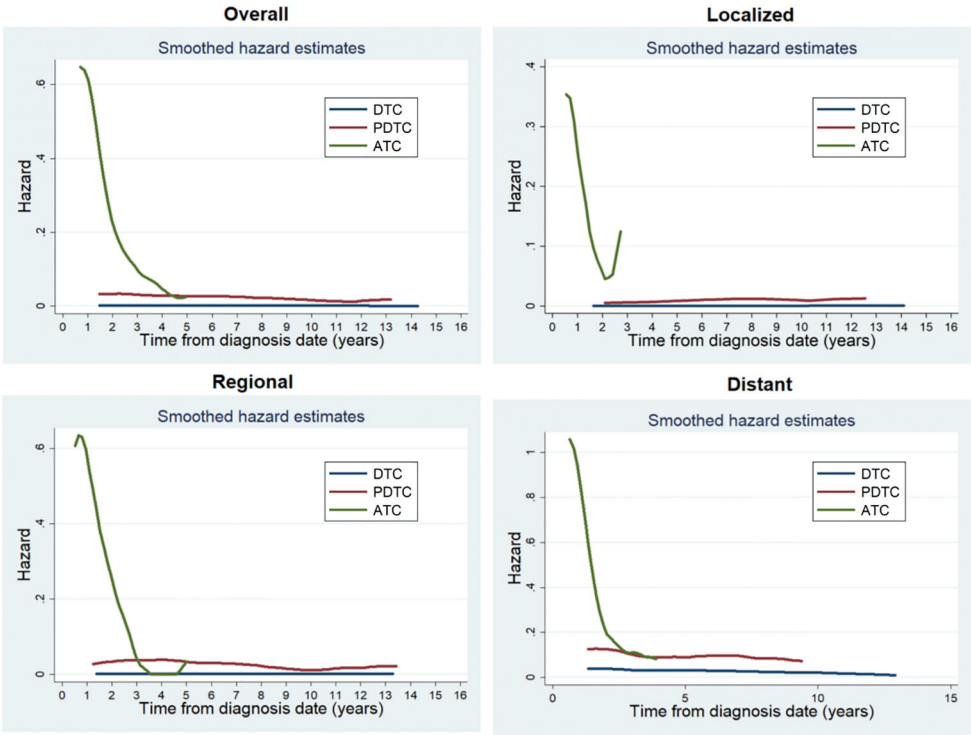 Overall
Smoothed hazard estimates
DTC
PDTC
ATC
Hazard
.6
.4
.2
0
0 1 2 3 4 5 6 7 8 9 10 11 12 13 14 15 16
Time from diagnosis date (years)
Localized
Smoothed hazard estimates
DTC
PDTC
ATC
Hazard
.4
.3
.2
.1
0
0 1 2 3 4 5 6 7 8 9 10 11 12 13 14 15 16
Time from diagnosis date (years)
Regional
Smoothed hazard estimates
DTC
PDTC
ATC
Hazard
.6
.4
.2
0
0 1 2 3 4 5 6 7 8 9 10 11 12 13 14 15 16
Time from diagnosis date (years)
Distant
Smoothed hazard estimates
DTC
PDTC
ATC
Hazard
1
.8
.6
.4
.2
0
0 5 10 15
Time from diagnosis date (years)